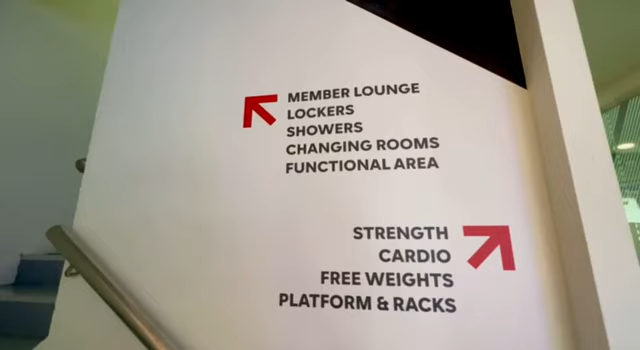 MEMBER LOUNGE
LOCKERS
SHOWERS
CHANGING ROOMS
FUNCTIONAL AREA
STRENGTH
CARDIO
FREE WEIGHTS
PLATFORM & RACKS